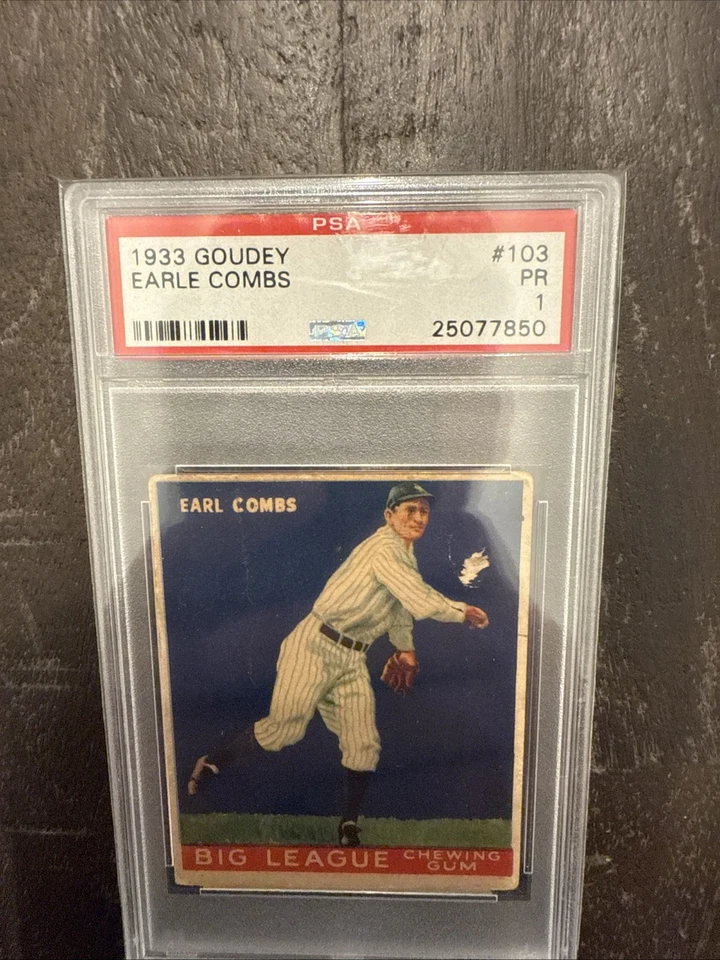 PSA
1933 GOUDEY #103
EARLE COMBS PR
1
25077850
EARL COMBS
BIG LEAGUE CHEWING GUM